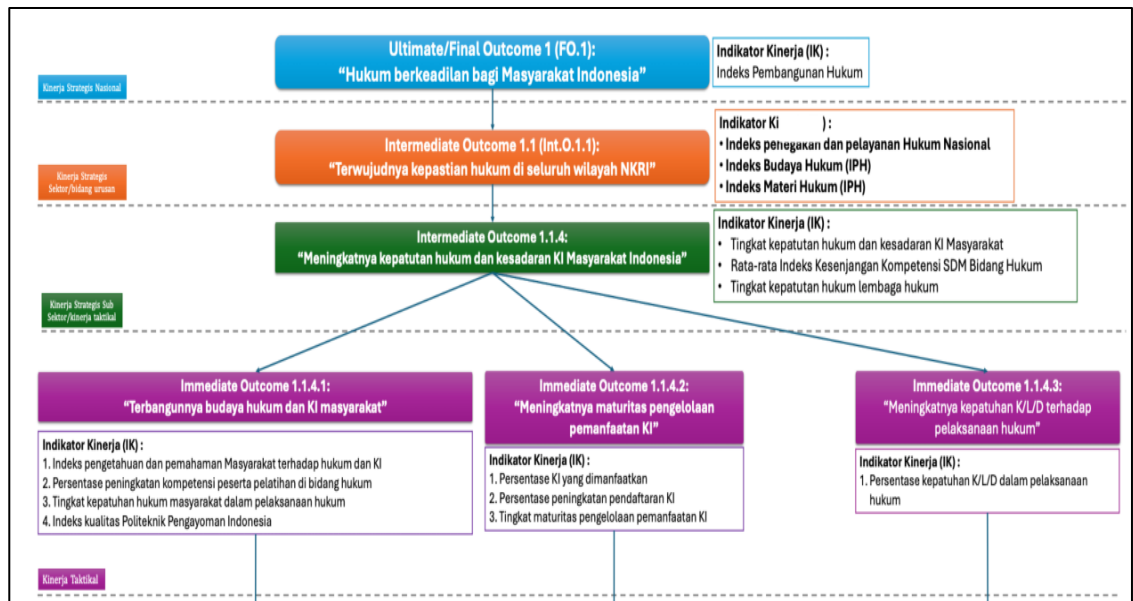 Ultimate/Final Outcome 1 (FO.1):
“Hukum berkeadilan bagi Masyarakat Indonesia”
Indikator Kinerja (IK) :
Indeks Pembangunan Hukum
Kinerja Strategis Nasional
Intermediate Outcome 1.1 (Int.O.1.1):
“Terwujudnya kepastian hukum di seluruh wilayah NKRI”
Indikator Ki ) :
• Indeks penegakan dan pelayanan Hukum Nasional
• Indeks Budaya Hukum (IPH)
• Indeks Materi Hukum (IPH)
Kinerja Strategis
Sektor/bidang urusan
Intermediate Outcome 1.1.4:
“Meningkatnya kepatutan hukum dan kesadaran KI Masyarakat Indonesia”
Indikator Kinerja (IK) :
• Tingkat kepatutan hukum dan kesadaran KI Masyarakat
• Rata-rata Indeks Kesenjangan Kompetensi SDM Bidang Hukum
• Tingkat kepatutan hukum lembaga hukum
Kinerja Strategis Sub
Sektor/kinerja taktikal
Immediate Outcome 1.1.4.1:
“Terbangunnya budaya hukum dan KI masyarakat”
Indikator Kinerja (IK) :
1. Indeks pengetahuan dan pemahaman Masyarakat terhadap hukum dan KI
2. Persentase peningkatan kompetensi peserta pelatihan di bidang hukum
3. Tingkat kepatuhan hukum masyarakat dalam pelaksanaan hukum
4. Indeks kualitas Politeknik Pengayoman Indonesia
Immediate Outcome 1.1.4.2:
“Meningkatnya maturitas pengelolaan
pemanfaatan KI”
Indikator Kinerja (IK) :
1. Persentase KI yang dimanfaatkan
2. Persentase peningkatan pendaftaran KI
3. Tingkat maturitas pengelolaan pemanfaatan KI
Immediate Outcome 1.1.4.3:
“Meningkatnya kepatuhan K/L/D terhadap
pelaksanaan hukum”
Indikator Kinerja (IK) :
1. Persentase kepatuhan K/L/D dalam pelaksanaan
hukum
Kinerja Taktikal